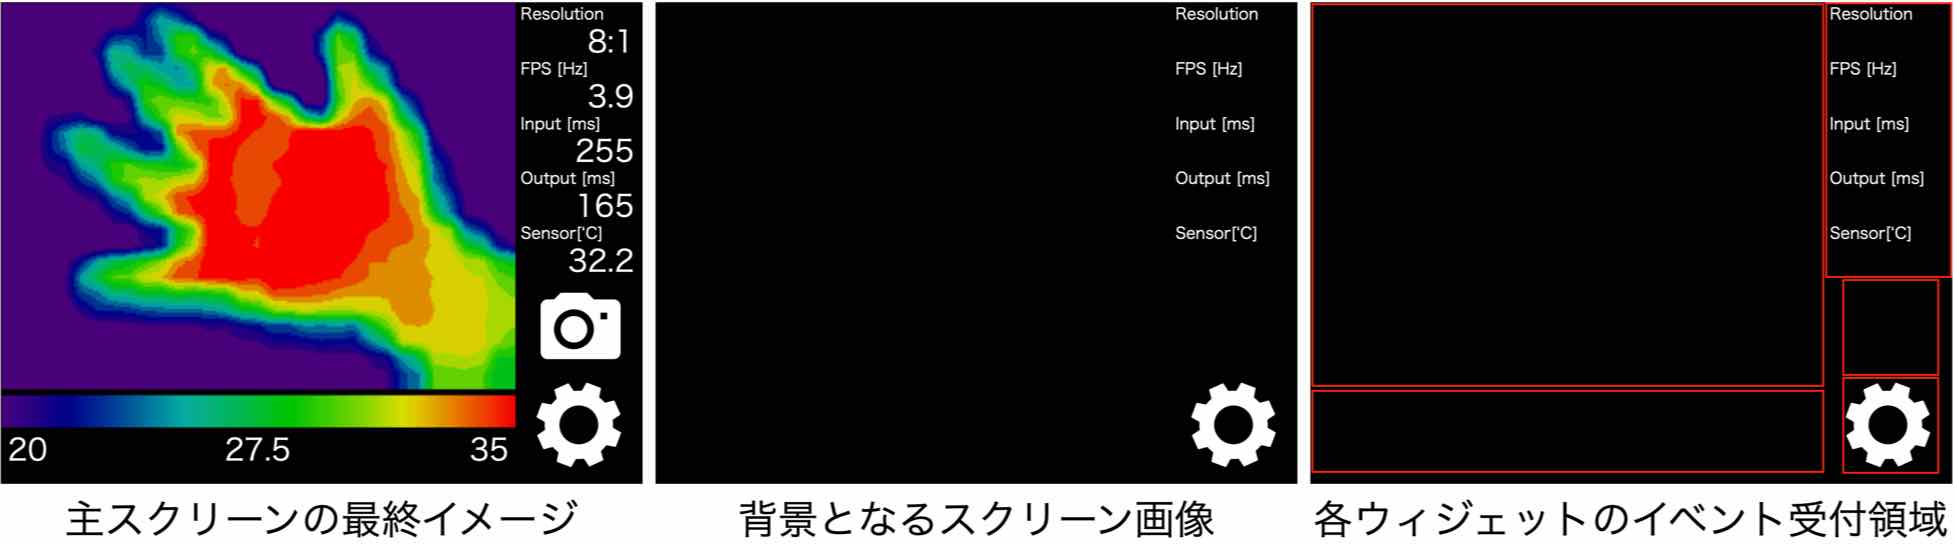 Resolution
8:1
FPS [Hz]
3.9
Input [ms]
255
Output [ms]
165
Sensor[℃]
32.2
20 27.5 35
主スクリーンの最終イメージ
Resolution
FPS [Hz]
Input [ms]
Output [ms]
Sensor[℃]
背景となるスクリーン画像
Resolution
FPS [Hz]
Input [ms]
Output [ms]
Sensor[℃]
各ウィジェットのイベント受付領域